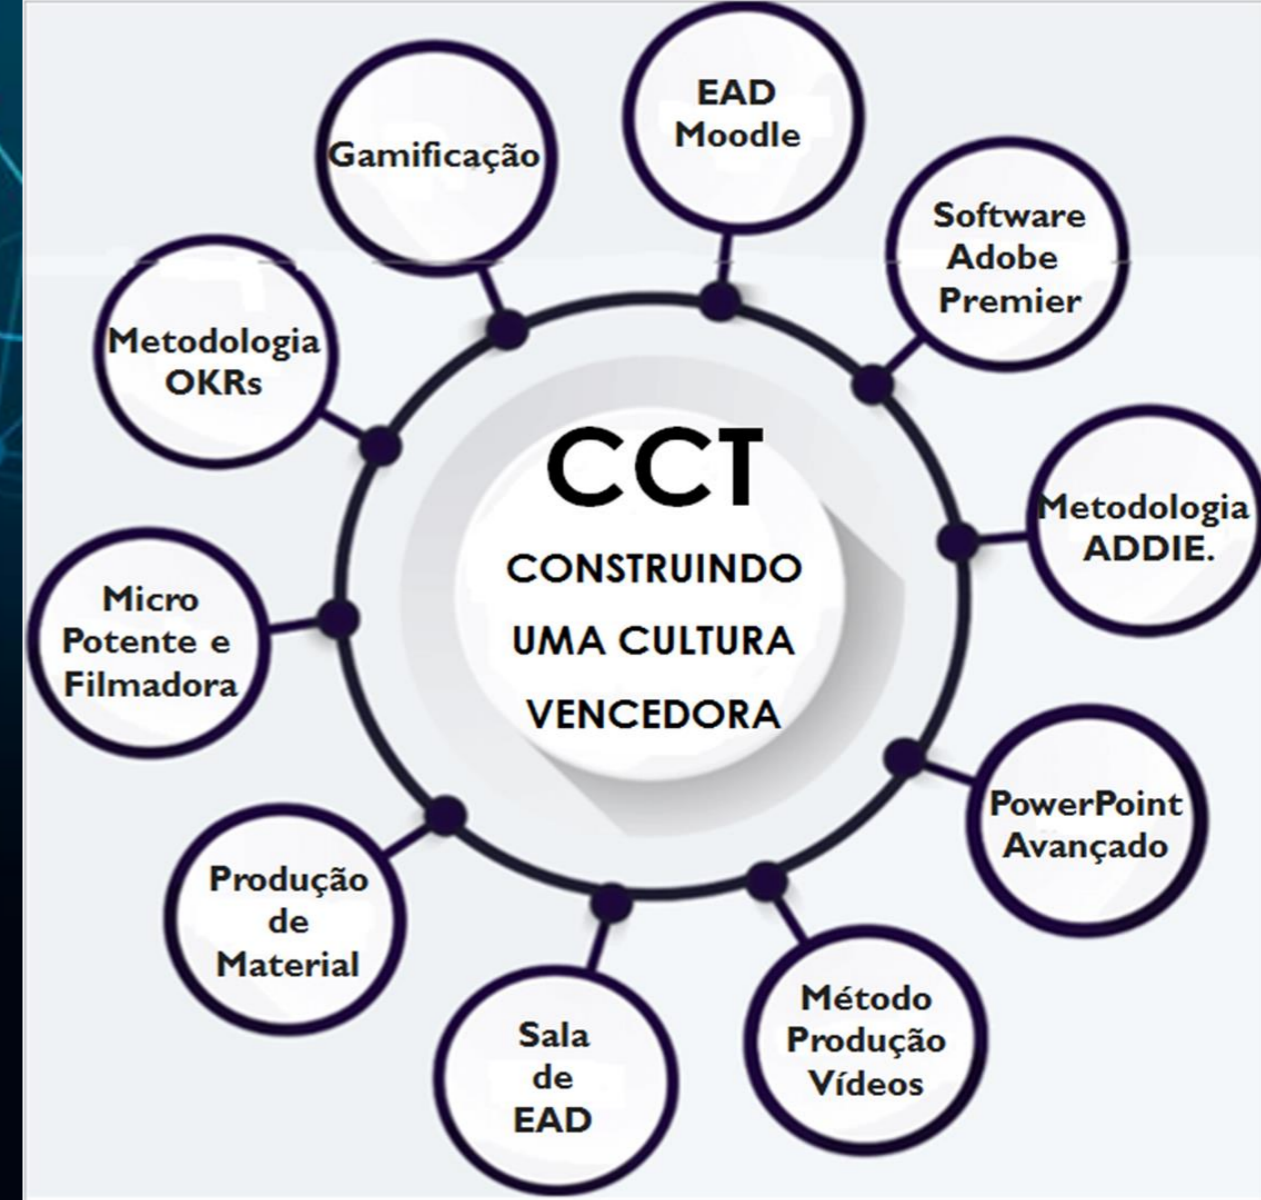 EAD
Moodle
Gamificação
Software
Adobe
Premier
Metodologia
OKRs
CCT
CONSTRUINDO
UMA CULTURA
VENCEDORA
Metodologia
ADDIE.
Micro
Potente e
Filmadora
PowerPoint
Avançado
Produção
de
Material
Método
Produção
Vídeos
Sala
de
EAD